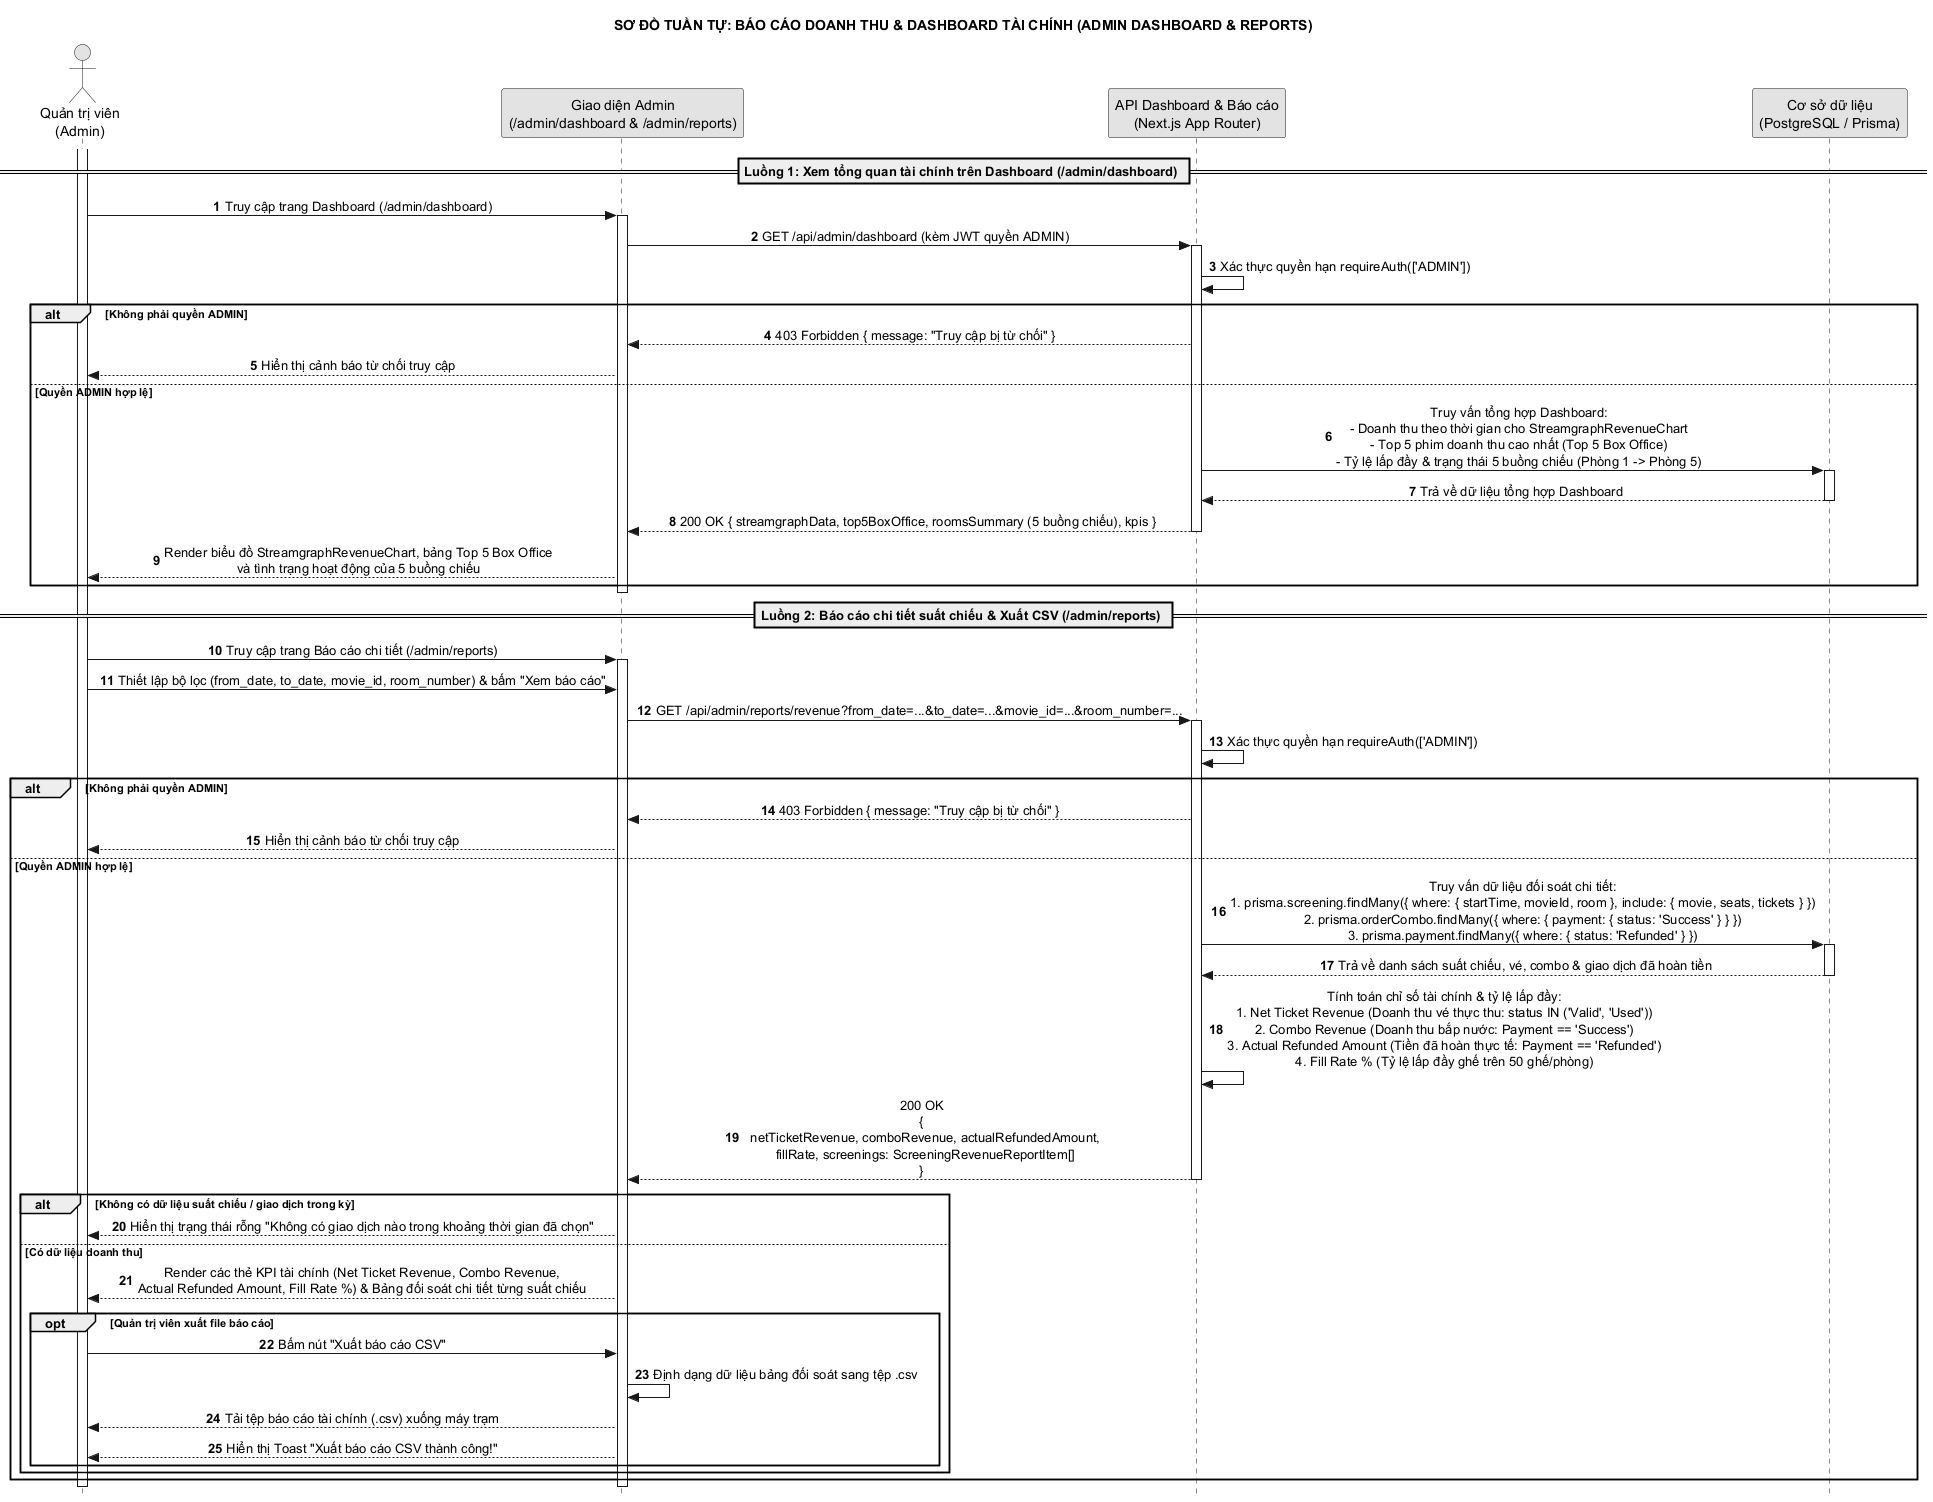 SƠ ĐỒ TUẦN TỰ: BÁO CÁO DOANH THU & DASHBOARD TÀI CHÍNH (ADMIN DASHBOARD & REPORTS)
Quản trị viên
(Admin)
Giao diện Admin
(/admin/dashboard & /admin/reports)
API Dashboard & Báo cáo
(Next.js App Router)
Cơ sở dữ liệu
(PostgreSQL / Prisma)
Luồng 1: Xem tổng quan tài chính trên Dashboard (/admin/dashboard)
1 Truy cập trang Dashboard (/admin/dashboard)
2 GET /api/admin/dashboard (kèm JWT quyền ADMIN)
3 Xác thực quyền hạn requireAuth(['ADMIN'])
alt [Không phải quyền ADMIN]
4 403 Forbidden { message: "Truy cập bị từ chối" }
5 Hiển thị cảnh báo từ chối truy cập
[Quyền ADMIN hợp lệ]
Truy vấn tổng hợp Dashboard:
6 - Doanh thu theo thời gian cho StreamgraphRevenueChart
- Top 5 phim doanh thu cao nhất (Top 5 Box Office)
- Tỷ lệ lấp đầy & trạng thái 5 buồng chiếu (Phòng 1 -> Phòng 5)
7 Trả về dữ liệu tổng hợp Dashboard
8 200 OK { streamgraphData, top5BoxOffice, roomsSummary (5 buồng chiếu), kpis }
9 Render biểu đồ StreamgraphRevenueChart, bảng Top 5 Box Office
và tình trạng hoạt động của 5 buồng chiếu
Luồng 2: Báo cáo chi tiết suất chiếu & Xuất CSV (/admin/reports)
10 Truy cập trang Báo cáo chi tiết (/admin/reports)
11 Thiết lập bộ lọc (from_date, to_date, movie_id, room_number) & bấm "Xem báo cáo"
12 GET /api/admin/reports/revenue?from_date=...&to_date=...&movie_id=...&room_number=...
13 Xác thực quyền hạn requireAuth(['ADMIN'])
alt [Không phải quyền ADMIN]
14 403 Forbidden { message: "Truy cập bị từ chối" }
15 Hiển thị cảnh báo từ chối truy cập
[Quyền ADMIN hợp lệ]
Truy vấn dữ liệu đối soát chi tiết:
16 1. prisma.screening.findMany({ where: { startTime, movieId, room }, include: { movie, seats, tickets } })
2. prisma.orderCombo.findMany({ where: { payment: { status: 'Success' } } })
3. prisma.payment.findMany({ where: { status: 'Refunded' } })
17 Trả về danh sách suất chiếu, vé, combo & giao dịch đã hoàn tiền
Tính toán chỉ số tài chính & tỷ lệ lấp đầy:
1. Net Ticket Revenue (Doanh thu vé thực thu: status IN ('Valid', 'Used'))
18 2. Combo Revenue (Doanh thu bắp nước: Payment == 'Success')
3. Actual Refunded Amount (Tiền đã hoàn thực tế: Payment == 'Refunded')
4. Fill Rate % (Tỷ lệ lấp đầy ghế trên 50 ghế/phòng)
200 OK
{
19 netTicketRevenue, comboRevenue, actualRefundedAmount,
fillRate, screenings: ScreeningRevenueReportItem[]
}
alt [Không có dữ liệu suất chiếu / giao dịch trong kỳ]
20 Hiển thị trạng thái rỗng "Không có giao dịch nào trong khoảng thời gian đã chọn"
[Có dữ liệu doanh thu]
21 Render các thẻ KPI tài chính (Net Ticket Revenue, Combo Revenue,
Actual Refunded Amount, Fill Rate %) & Bảng đối soát chi tiết từng suất chiếu
opt [Quản trị viên xuất file báo cáo]
22 Bấm nút "Xuất báo cáo CSV"
23 Định dạng dữ liệu bảng đối soát sang tệp .csv
24 Tải tệp báo cáo tài chính (.csv) xuống máy trạm
25 Hiển thị Toast "Xuất báo cáo CSV thành công!"